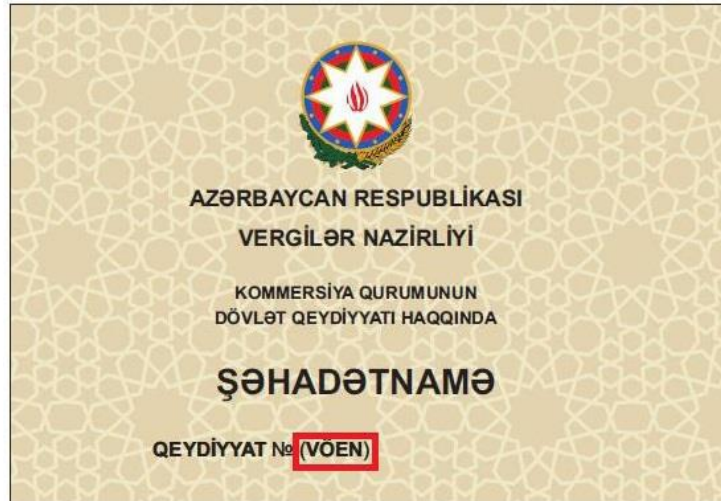 AZƏRBAYCAN RESPUBLİKASI
VERGİLƏR NAZİRLİYİ
KOMMERSİYA QURUMUNUN
DÖVLƏT QEYDİYYATI HAQQINDA
ŞƏHADƏTNAMƏ
QEYDİYYAT № (VÖEN)